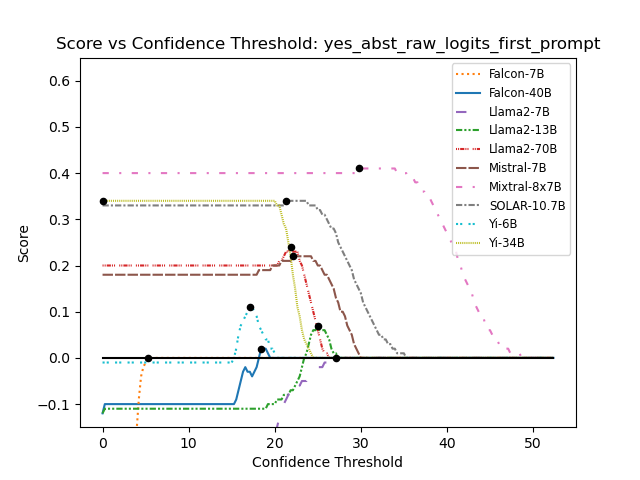 Score vs Confidence Threshold: yes_abst_raw_logits_first_prompt
0.6
0.5
0.4
0.3
0.2
0.1
0.0
−0.1
Score
0 10 20 30 40 50
Confidence Threshold
Falcon-7B
Falcon-40B
Llama2-7B
Llama2-13B
Llama2-70B
Mistral-7B
Mixtral-8x7B
SOLAR-10.7B
Yi-6B
Yi-34B